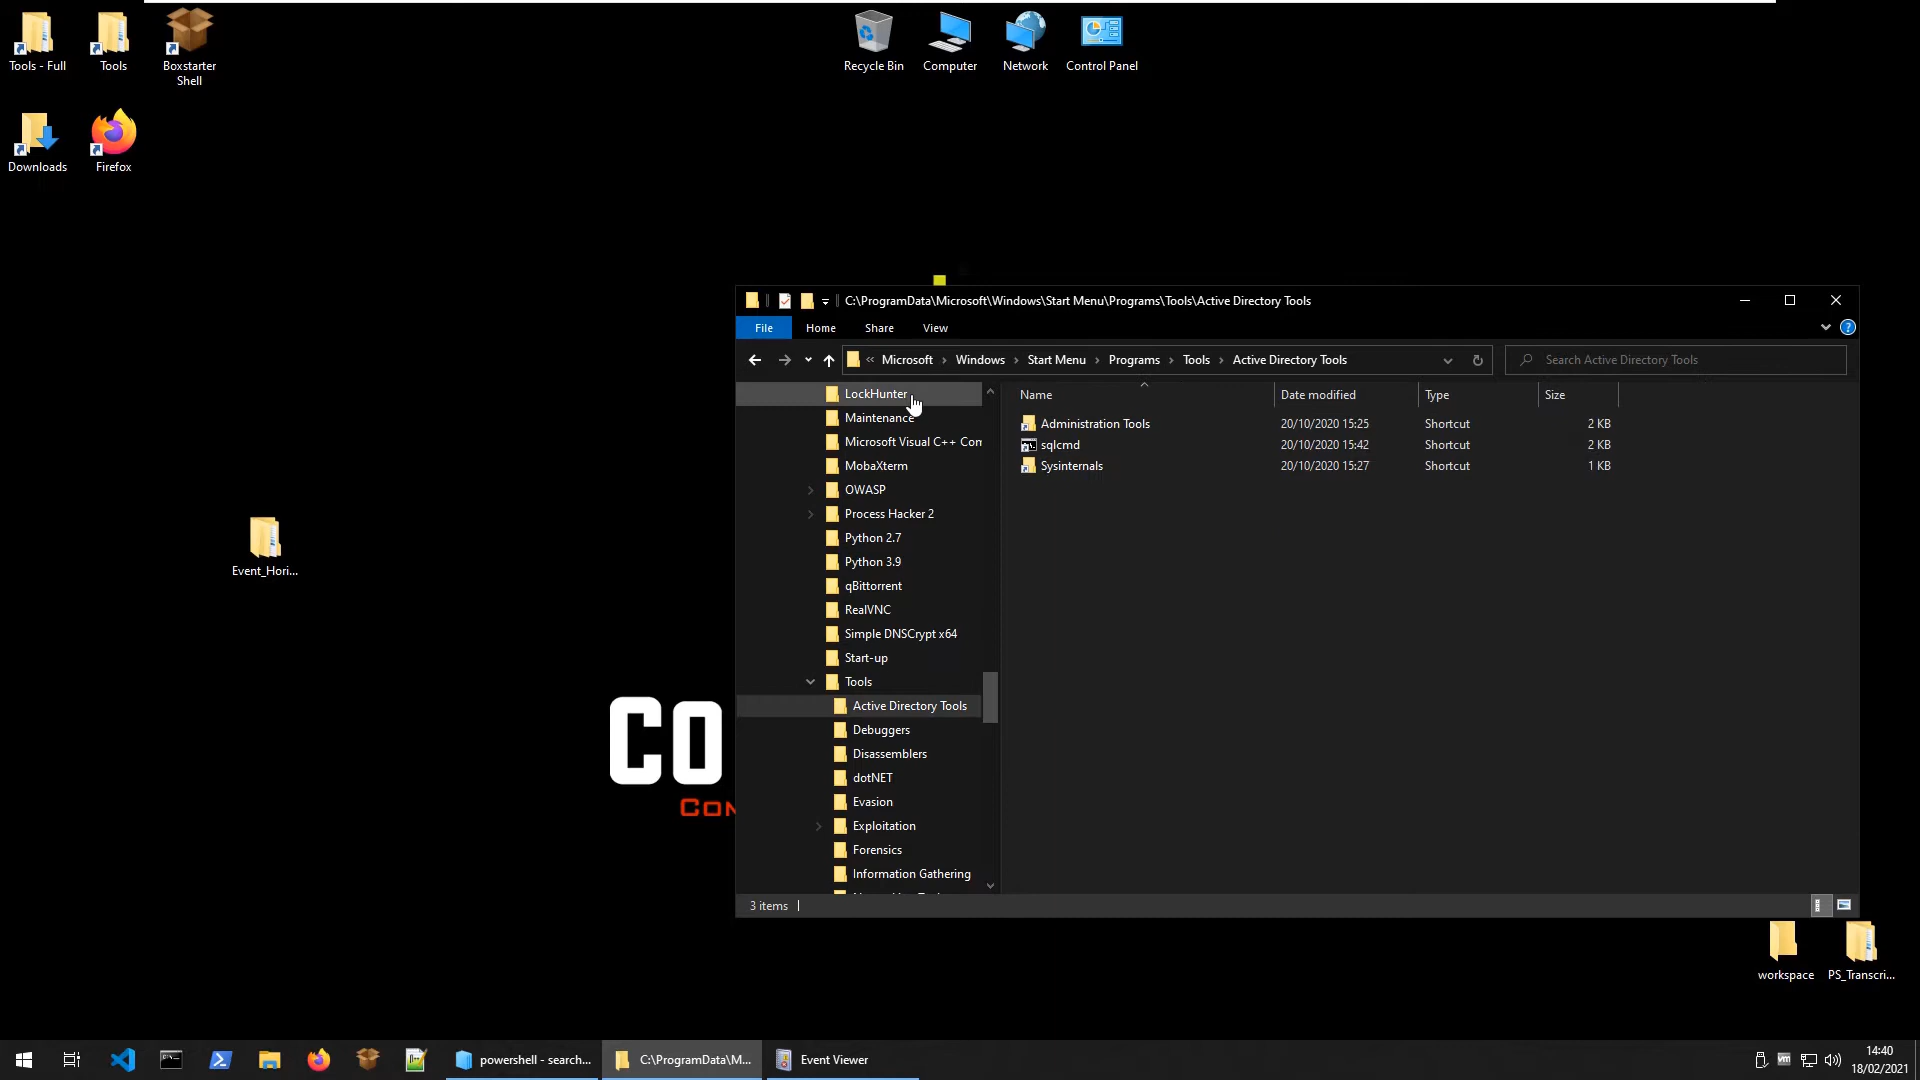 Tools - Full
Tools
Boxstarter
Shell
Recycle Bin
Computer
Network
Control Panel
Downloads
Firefox
C:\ProgramData\Microsoft\Windows\Start Menu\Programs\Tools\Active Directory Tools
File
Home
Share
View
« Microsoft › Windows › Start Menu › Programs › Tools › Active Directory Tools
Search Active Directory Tools
Name
Date modified
Type
Size
Administration Tools 20/10/2020 15:25 Shortcut 2 KB
sqlcmd 20/10/2020 15:42 Shortcut 2 KB
Sysinternals 20/10/2020 15:27 Shortcut 1 KB
LockHunter
Maintenance
Microsoft Visual C++ Con
MobaXterm
OWASP
Process Hacker 2
Python 2.7
Python 3.9
qBittorrent
RealVNC
Simple DNSCrypt x64
Start-up
Tools
Active Directory Tools
Debuggers
Disassemblers
dotNET
Evasion
Exploitation
Forensics
Information Gathering
Event_Hori...
CO
Con
3 items
workspace
PS_Transcri...
powershell - search...
C:\ProgramData\M...
Event Viewer
14:40
18/02/2021